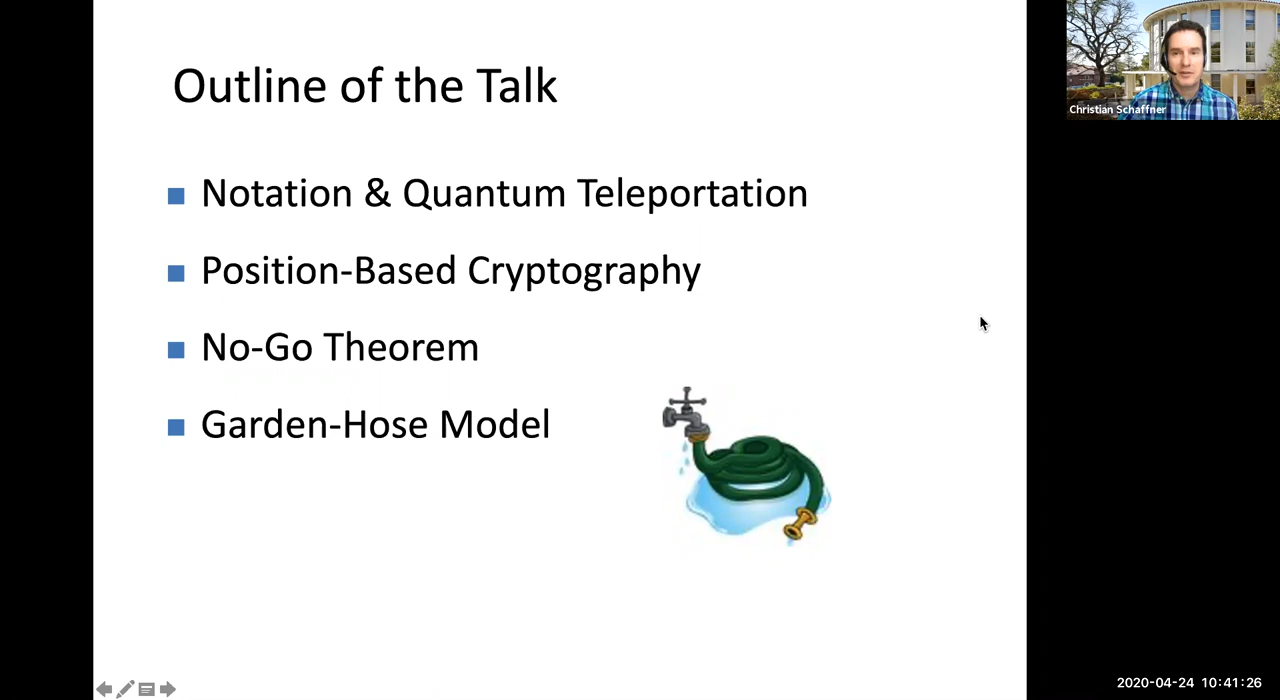 Outline of the Talk
Notation & Quantum Teleportation
Position-Based Cryptography
No-Go Theorem
Garden-Hose Model
Christian Schaffner
2020-04-24 10:41:26